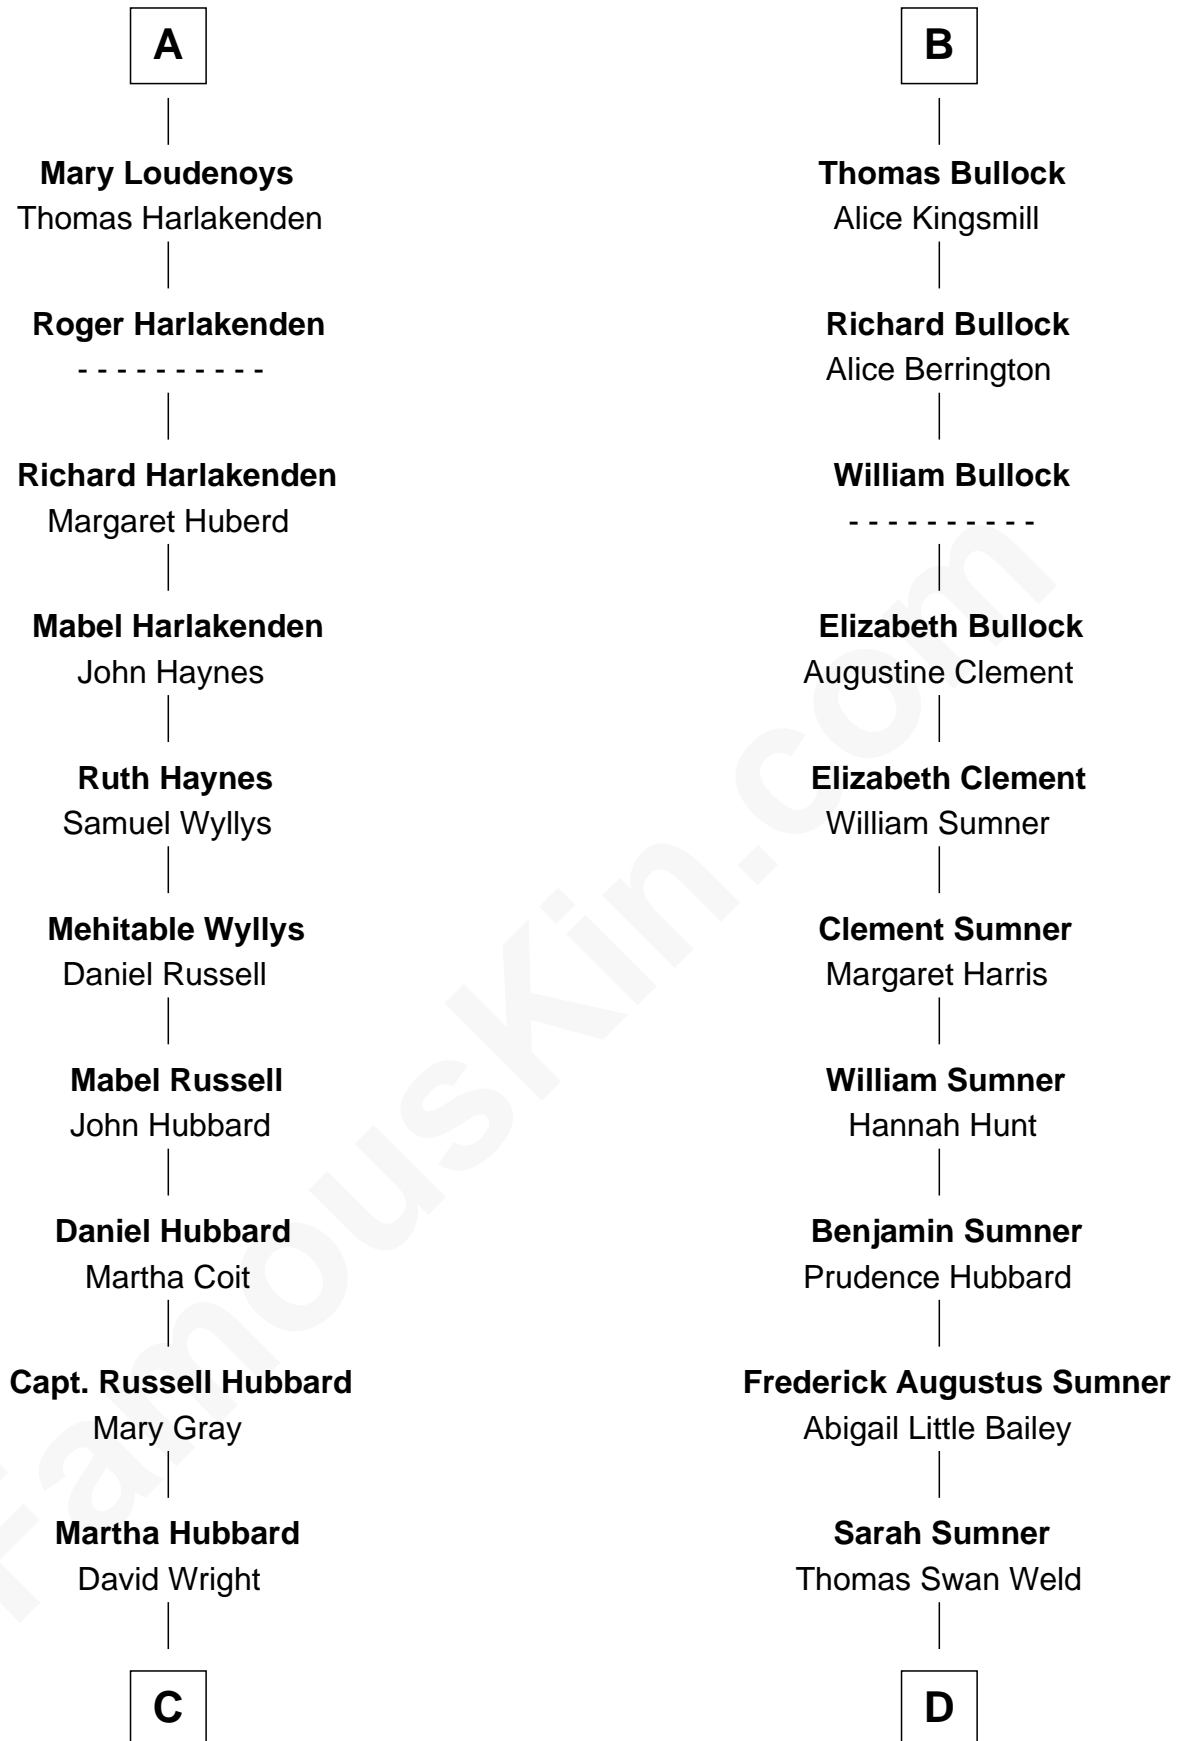 A
Mary Loudenoys
Thomas Harlakenden
Roger Harlakenden
- - - - - - - - - -
Richard Harlakenden
Margaret Huberd
Mabel Harlakenden
John Haynes
Ruth Haynes
Samuel Wyllys
Mehitable Wyllys
Daniel Russell
Mabel Russell
John Hubbard
Daniel Hubbard
Martha Coit
Capt. Russell Hubbard
Mary Gray
Martha Hubbard
David Wright
C
B
Thomas Bullock
Alice Kingsmill
Richard Bullock
Alice Berrington
William Bullock
- - - - - - - - - -
Elizabeth Bullock
Augustine Clement
Elizabeth Clement
William Sumner
Clement Sumner
Margaret Harris
William Sumner
Hannah Hunt
Benjamin Sumner
Prudence Hubbard
Frederick Augustus Sumner
Abigail Little Bailey
Sarah Sumner
Thomas Swan Weld
D
FamousKin.com